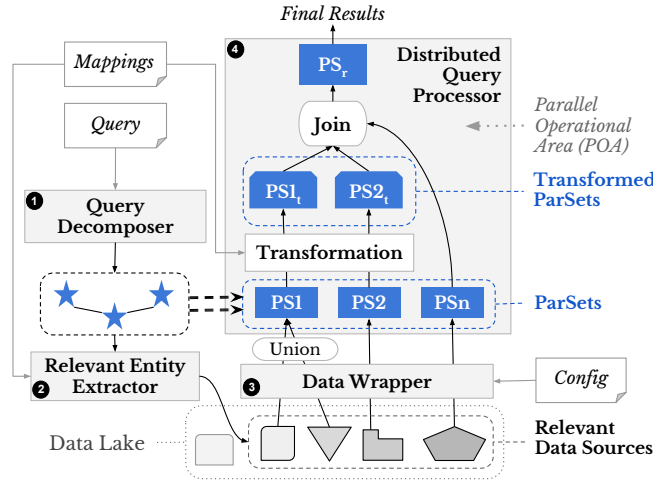 Final Results
Mappings
4
PSr
Distributed
Query
Processor
Query
Join
Parallel
Operational
Area (POA)
1
Query
Decomposer
PS1t
PS2t
Transformed
ParSets
Transformation
PS1
PS2
PSn
ParSets
Union
Relevant Entity
Extractor
2
3
Data Wrapper
Config
Data Lake
Relevant
Data Sources